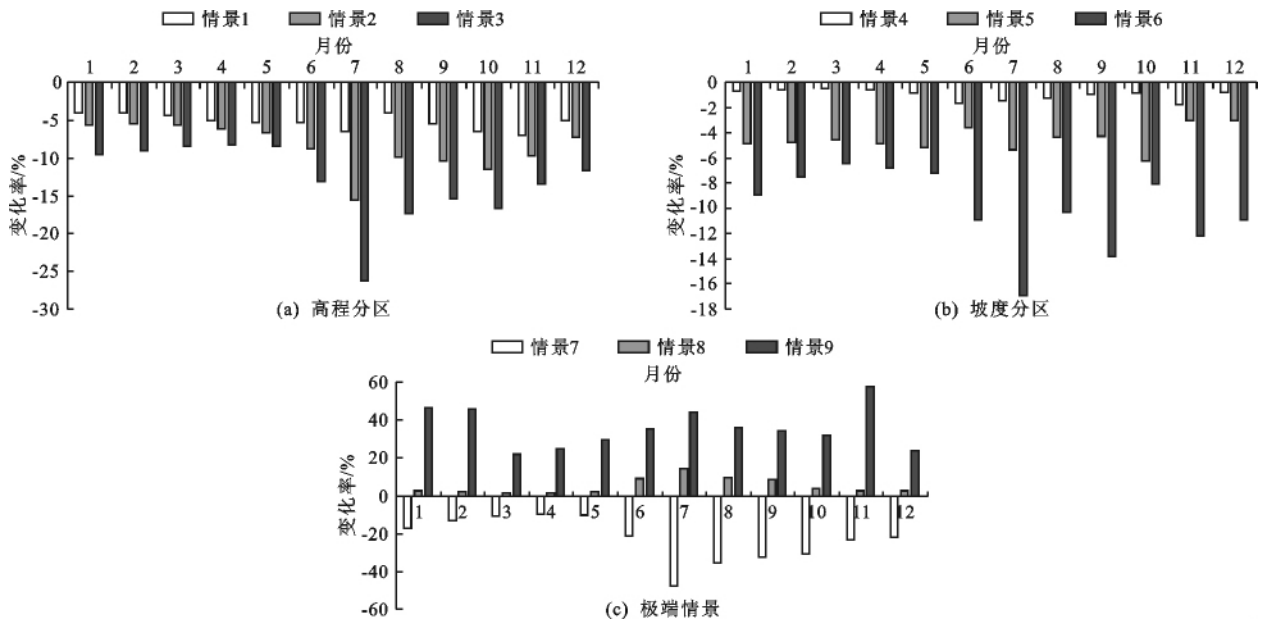 情景1 情景2 情景3
月份
1 2 3 4 5 6 7 8 9 10 11 12
0
-5
-10
-15
-20
-25
-30
变化率/%
(a) 高程分区
情景4 情景5 情景6
月份
1 2 3 4 5 6 7 8 9 10 11 12
0
-2
-4
-6
-8
-10
-12
-14
-16
-18
变化率/%
(b) 坡度分区
情景7 情景8 情景9
月份
60
40
20
0
-20
-40
-60
变化率/%
1 2 3 4 5 6 7 8 9 10 11 12
(c) 极端情景